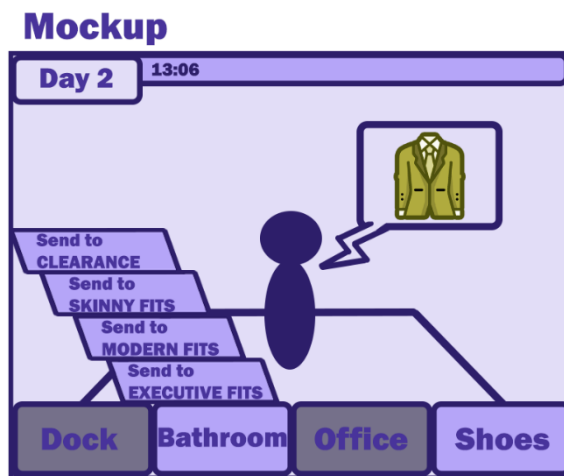 Mockup
Day 2
13:06
Send to
CLEARANCE
Send to
SKINNY FITS
Send to
MODERN FITS
Send to
EXECUTIVE FITS
Dock
Bathroom
Office
Shoes